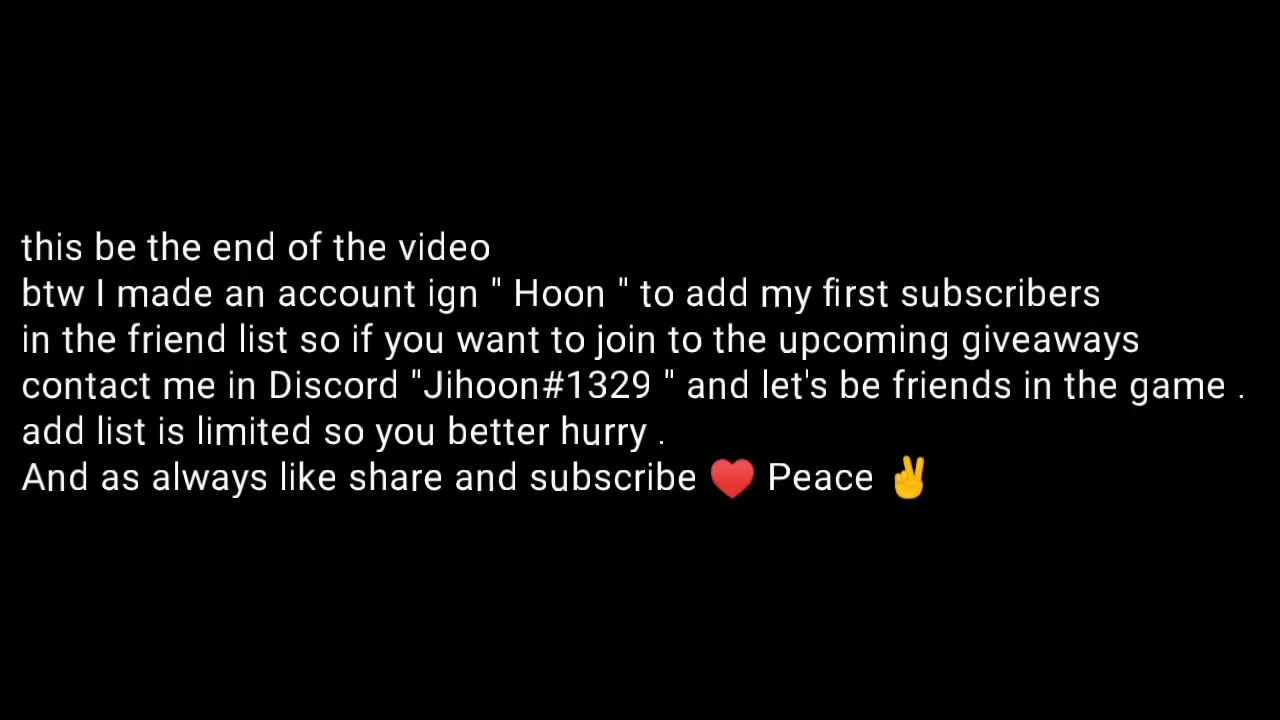 this be the end of the video
btw I made an account ign " Hoon " to add my first subscribers
in the friend list so if you want to join to the upcoming giveaways
contact me in Discord "Jihoon#1329 " and let's be friends in the game .
add list is limited so you better hurry .
And as always like share and subscribe ❤️ Peace ✌️